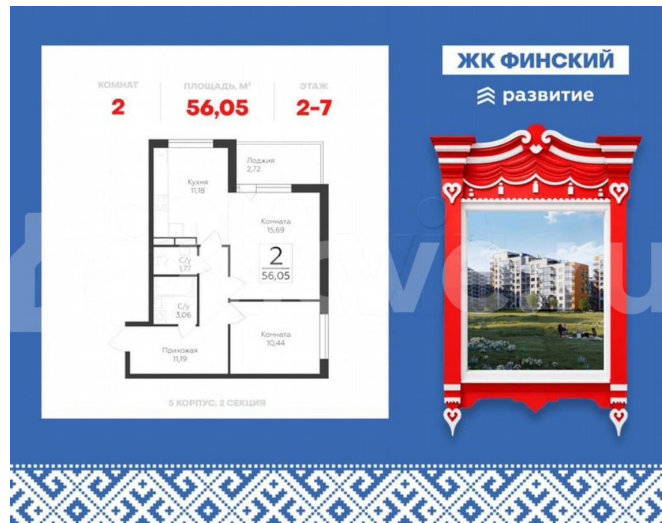 КОМНАТ
2
ПЛОЩАДЬ, М²
56,05
ЭТАЖ
2-7
Кухня
11,18
Лоджия
2,72
Комната
15,69
2
56,05
С/у
1,77
С/у
3,06
Комната
10,44
Прихожая
11,19
5 КОРПУС, 2 СЕКЦИЯ
ЖК ФИНСКИЙ
развитие